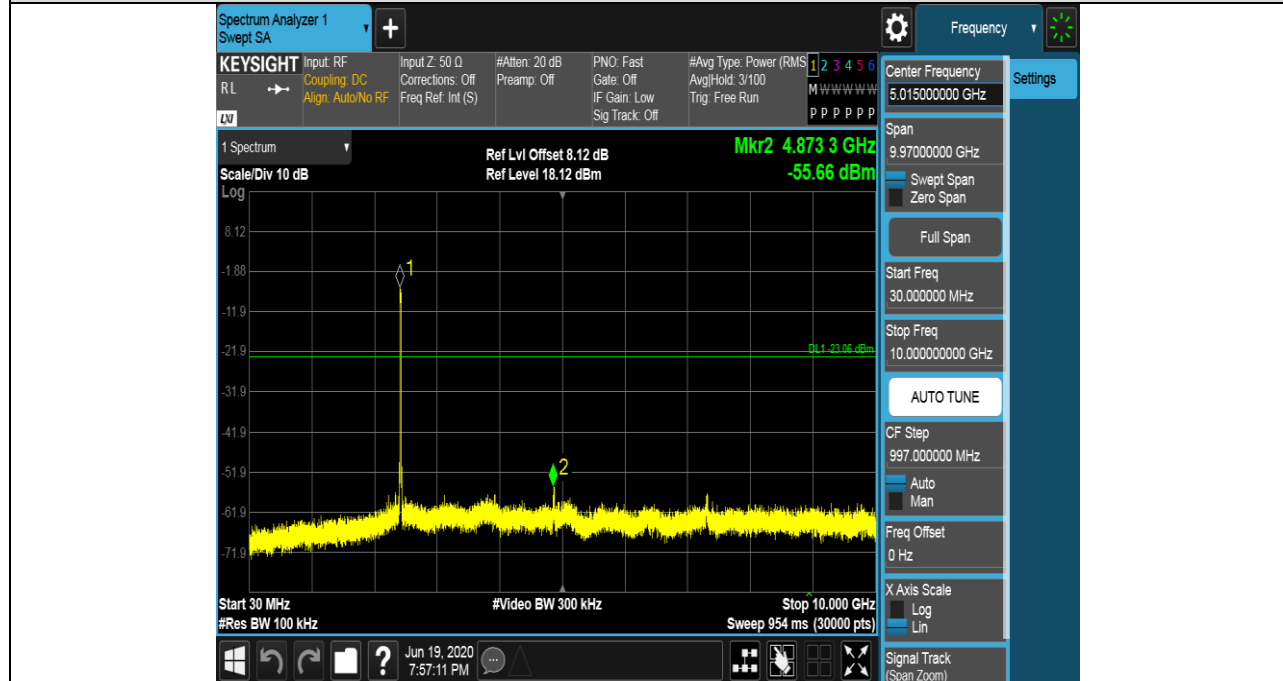 Spectrum Analyzer 1
Swept SA
+
Frequency
KEYSIGHT
RL
LXI
Input: RF
Coupling: DC
Align: Auto/No RF
Input Z: 50 Ω
Corrections: Off
Freq Ref: Int (S)
#Atten: 20 dB
Preamp: Off
PNO: Fast
Gate: Off
IF Gain: Low
Sig Track: Off
#Avg Type: Power (RMS
Avg|Hold: 3/100
Trig: Free Run
1 2 3 4 5 6
M W W W W W
P P P P P P
1 Spectrum
Scale/Div 10 dB
Ref Lvl Offset 8.12 dB
Ref Level 18.12 dBm
Mkr2 4.873 3 GHz
-55.66 dBm
Log
8.12
-1.88
-11.9
-21.9
-31.9
-41.9
-51.9
-61.9
-71.9
1
DL1 -23.06 dBm
2
Start 30 MHz
#Res BW 100 kHz
#Video BW 300 kHz
Stop 10.000 GHz
Sweep 954 ms (30000 pts)
?
Jun 19, 2020
7:57:11 PM
Center Frequency
5.015000000 GHz
Settings
Span
9.97000000 GHz
Swept Span
Zero Span
Full Span
Start Freq
30.000000 MHz
Stop Freq
10.000000000 GHz
AUTO TUNE
CF Step
997.000000 MHz
Auto
Man
Freq Offset
0 Hz
X Axis Scale
Log
Lin
Signal Track
(Span Zoom)